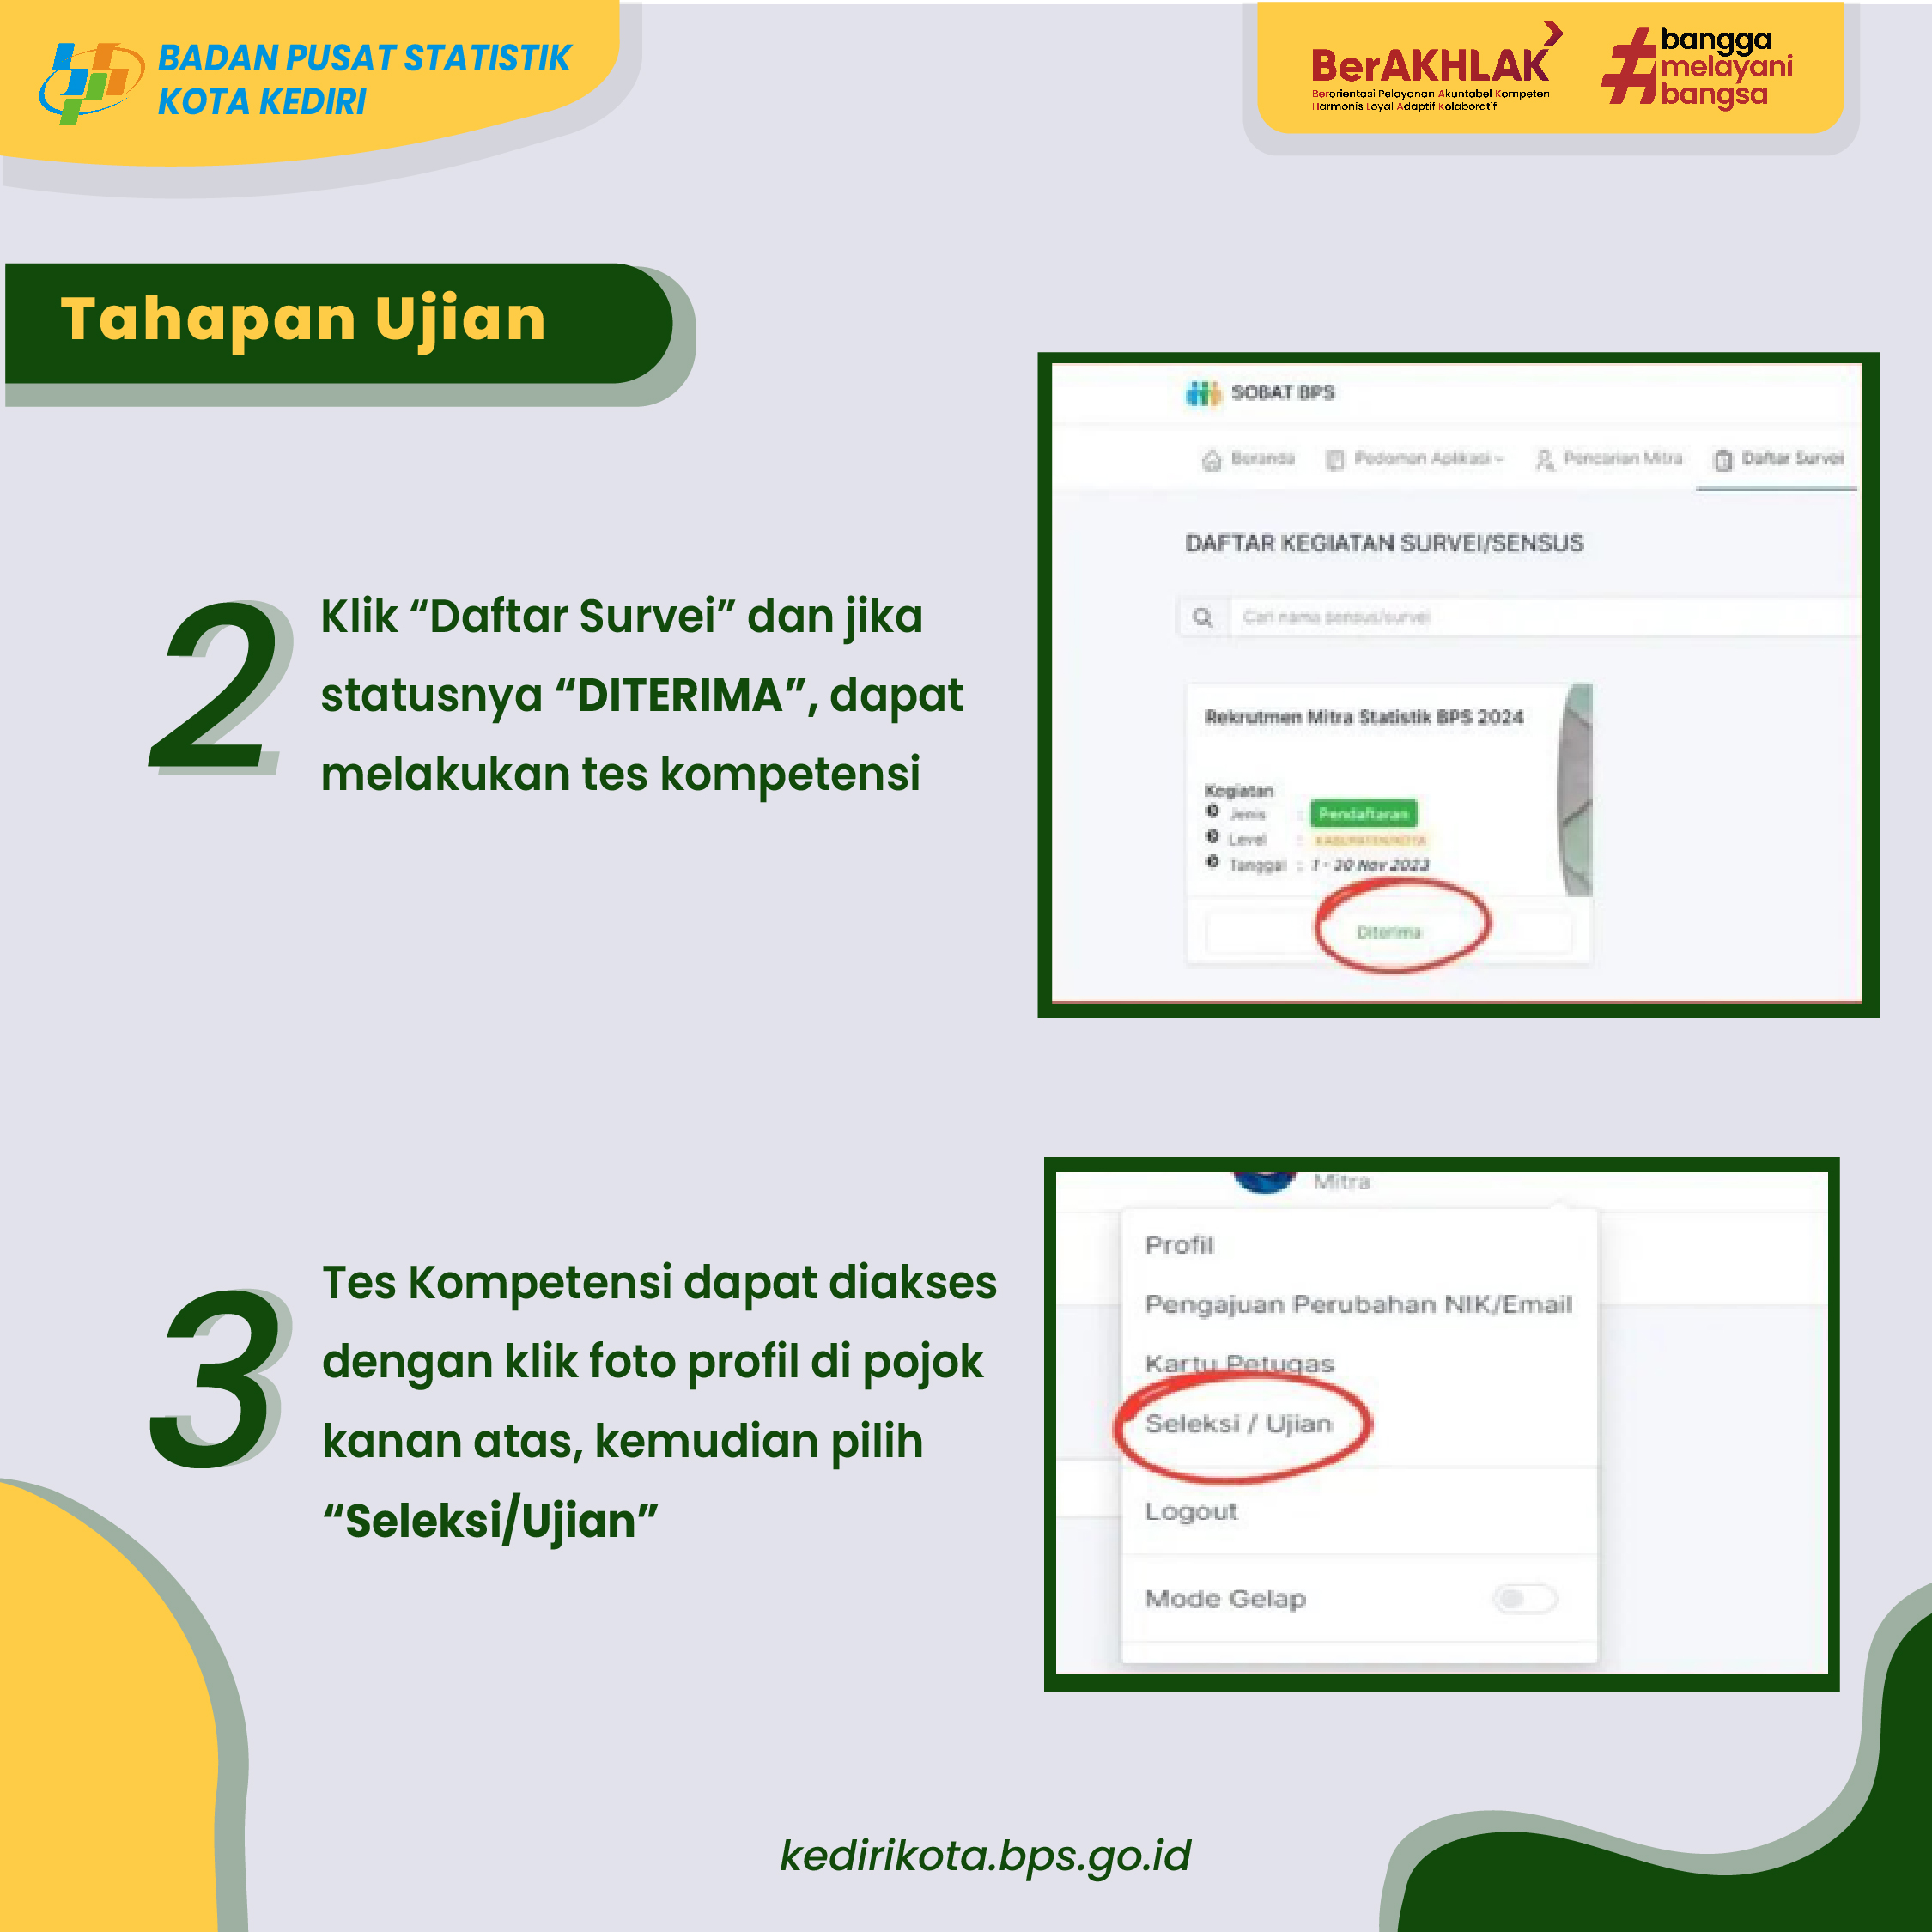 BADAN PUSAT STATISTIK
KOTA KEDIRI
BerAKHLAK
Berorientasi Pelayanan Akuntabel Kompeten
Harmonis Loyal Adaptif Kolaboratif
#bangga
melayani
bangsa
Tahapan Ujian
2
Klik “Daftar Survei” dan jika
statusnya “DITERIMA”, dapat
melakukan tes kompetensi
SOBAT BPS
Beranda
Pedoman Aplikasi
Pencarian Mitra
Daftar Survei
DAFTAR KEGIATAN SURVEI/SENSUS
Cari nama sensus/survei
Rekrutmen Mitra Statistik BPS 2024
Kegiatan
Jenis : Pendaftaran
Level : KABUPATEN/KOTA
Tanggal : 1 - 30 Nov 2023
Diterima
3
Tes Kompetensi dapat diakses
dengan klik foto profil di pojok
kanan atas, kemudian pilih
“Seleksi/Ujian”
Mitra
Profil
Pengajuan Perubahan NIK/Email
Kartu Petugas
Seleksi / Ujian
Logout
Mode Gelap
kedirikota.bps.go.id